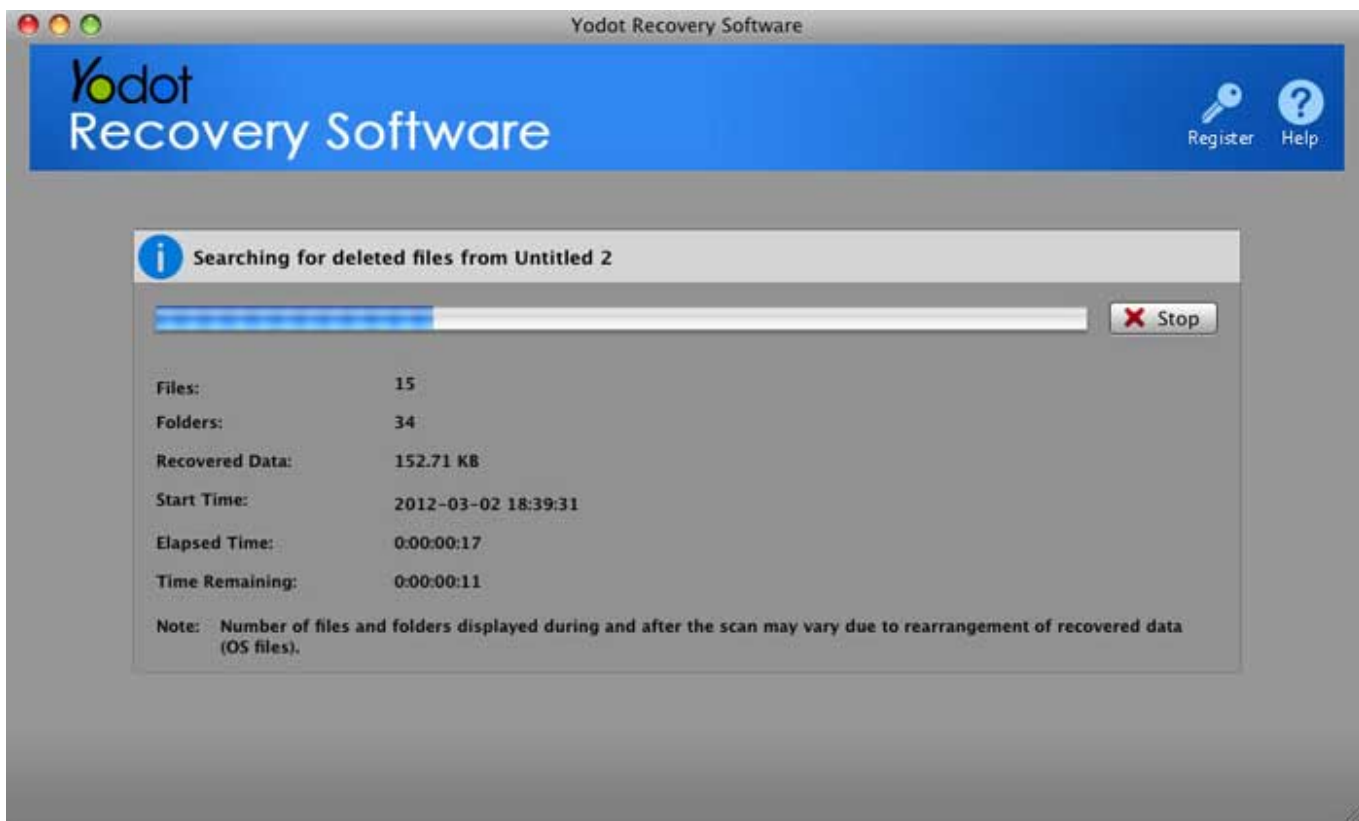 Yodot Recovery Software
Yodot
Recovery Software
Register
Help
Searching for deleted files from Untitled 2
Stop
Files: 15
Folders: 34
Recovered Data: 152.71 KB
Start Time: 2012-03-02 18:39:31
Elapsed Time: 0:00:00:17
Time Remaining: 0:00:00:11
Note: Number of files and folders displayed during and after the scan may vary due to rearrangement of recovered data
(OS files).